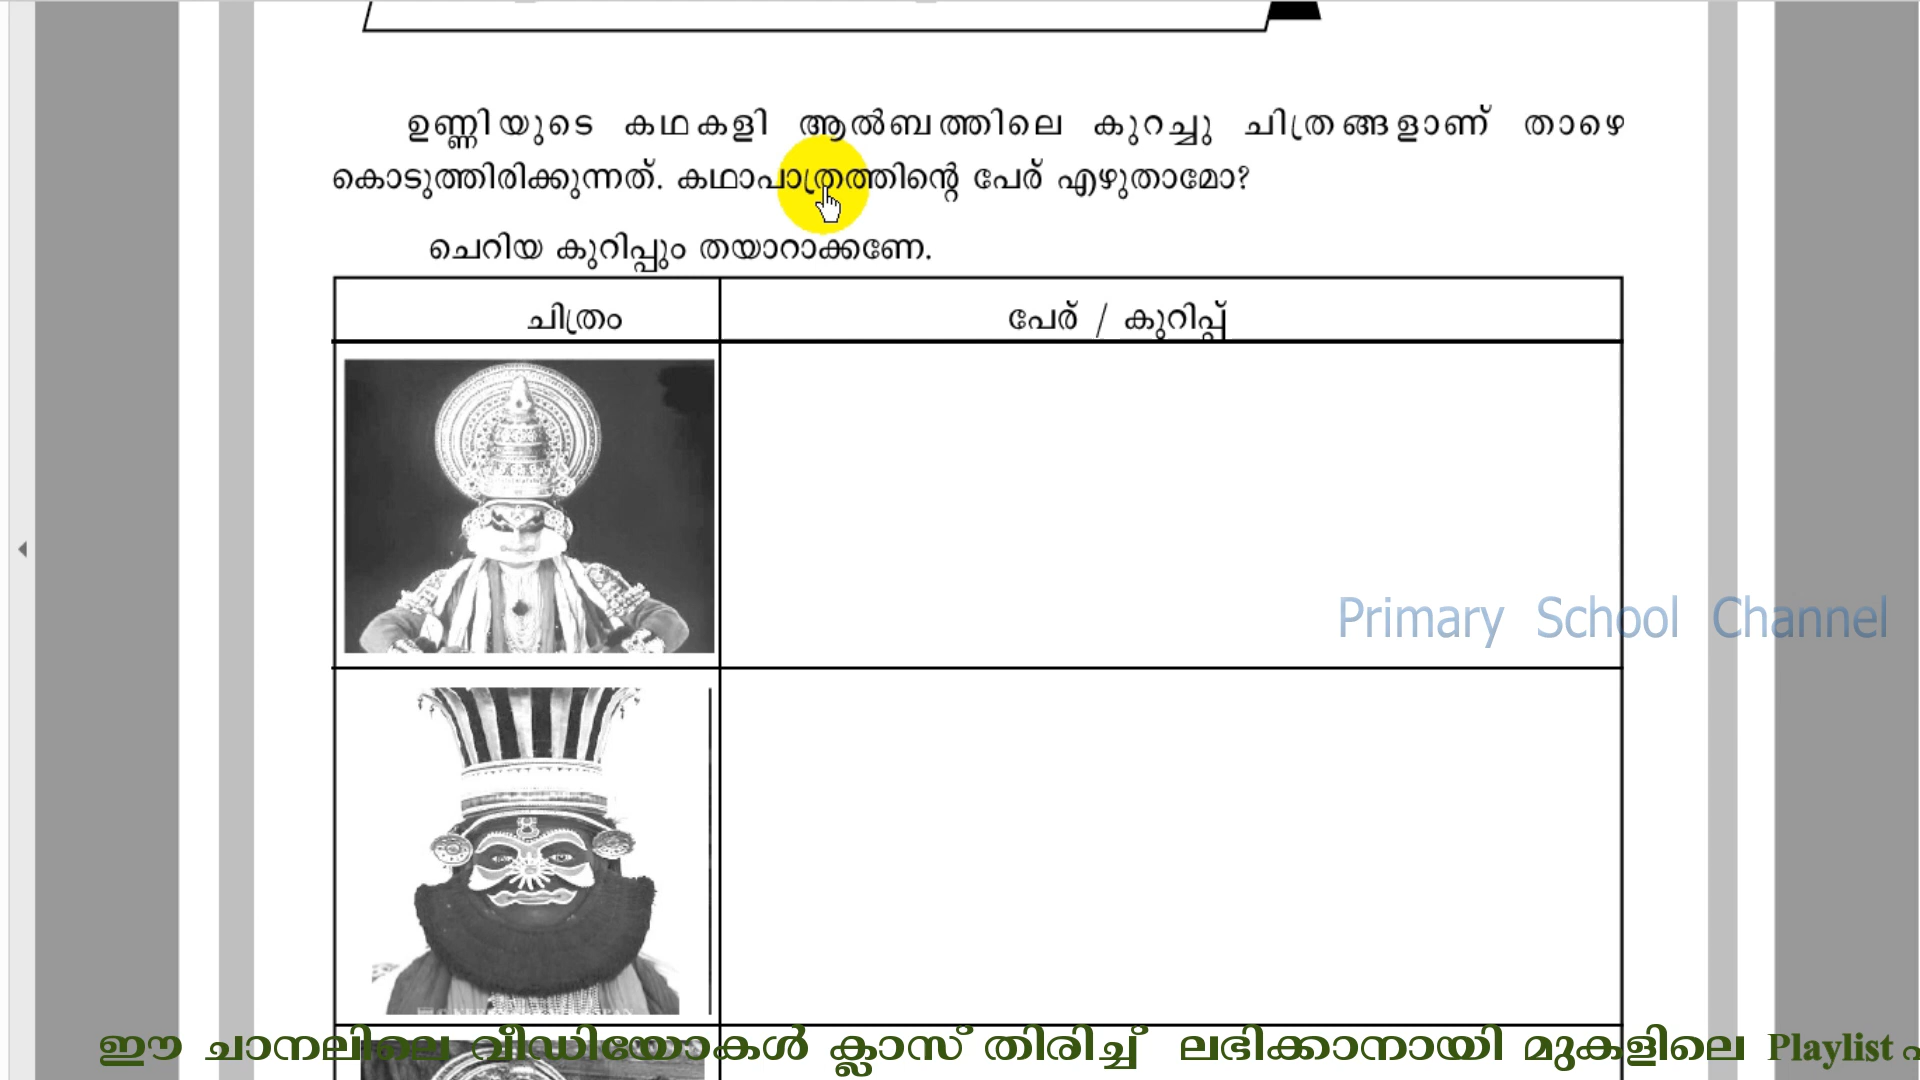 ഉണ്ണിയുടെ കഥകളി ആൽബത്തിലെ കുറച്ചു ചിത്രങ്ങളാണ് താഴെ
കൊടുത്തിരിക്കുന്നത്. കഥാപാത്രത്തിന്റെ പേര് എഴുതാമോ?
ചെറിയ കുറിപ്പും തയാറാക്കണേ.
ചിത്രം
പേര് / കുറിപ്പ്
Primary School Channel
ഈ ചാനലിലെ വീഡിയോകൾ ക്ലാസ് തിരിച്ച് ലഭിക്കാനായി മുകളിലെ Playlist